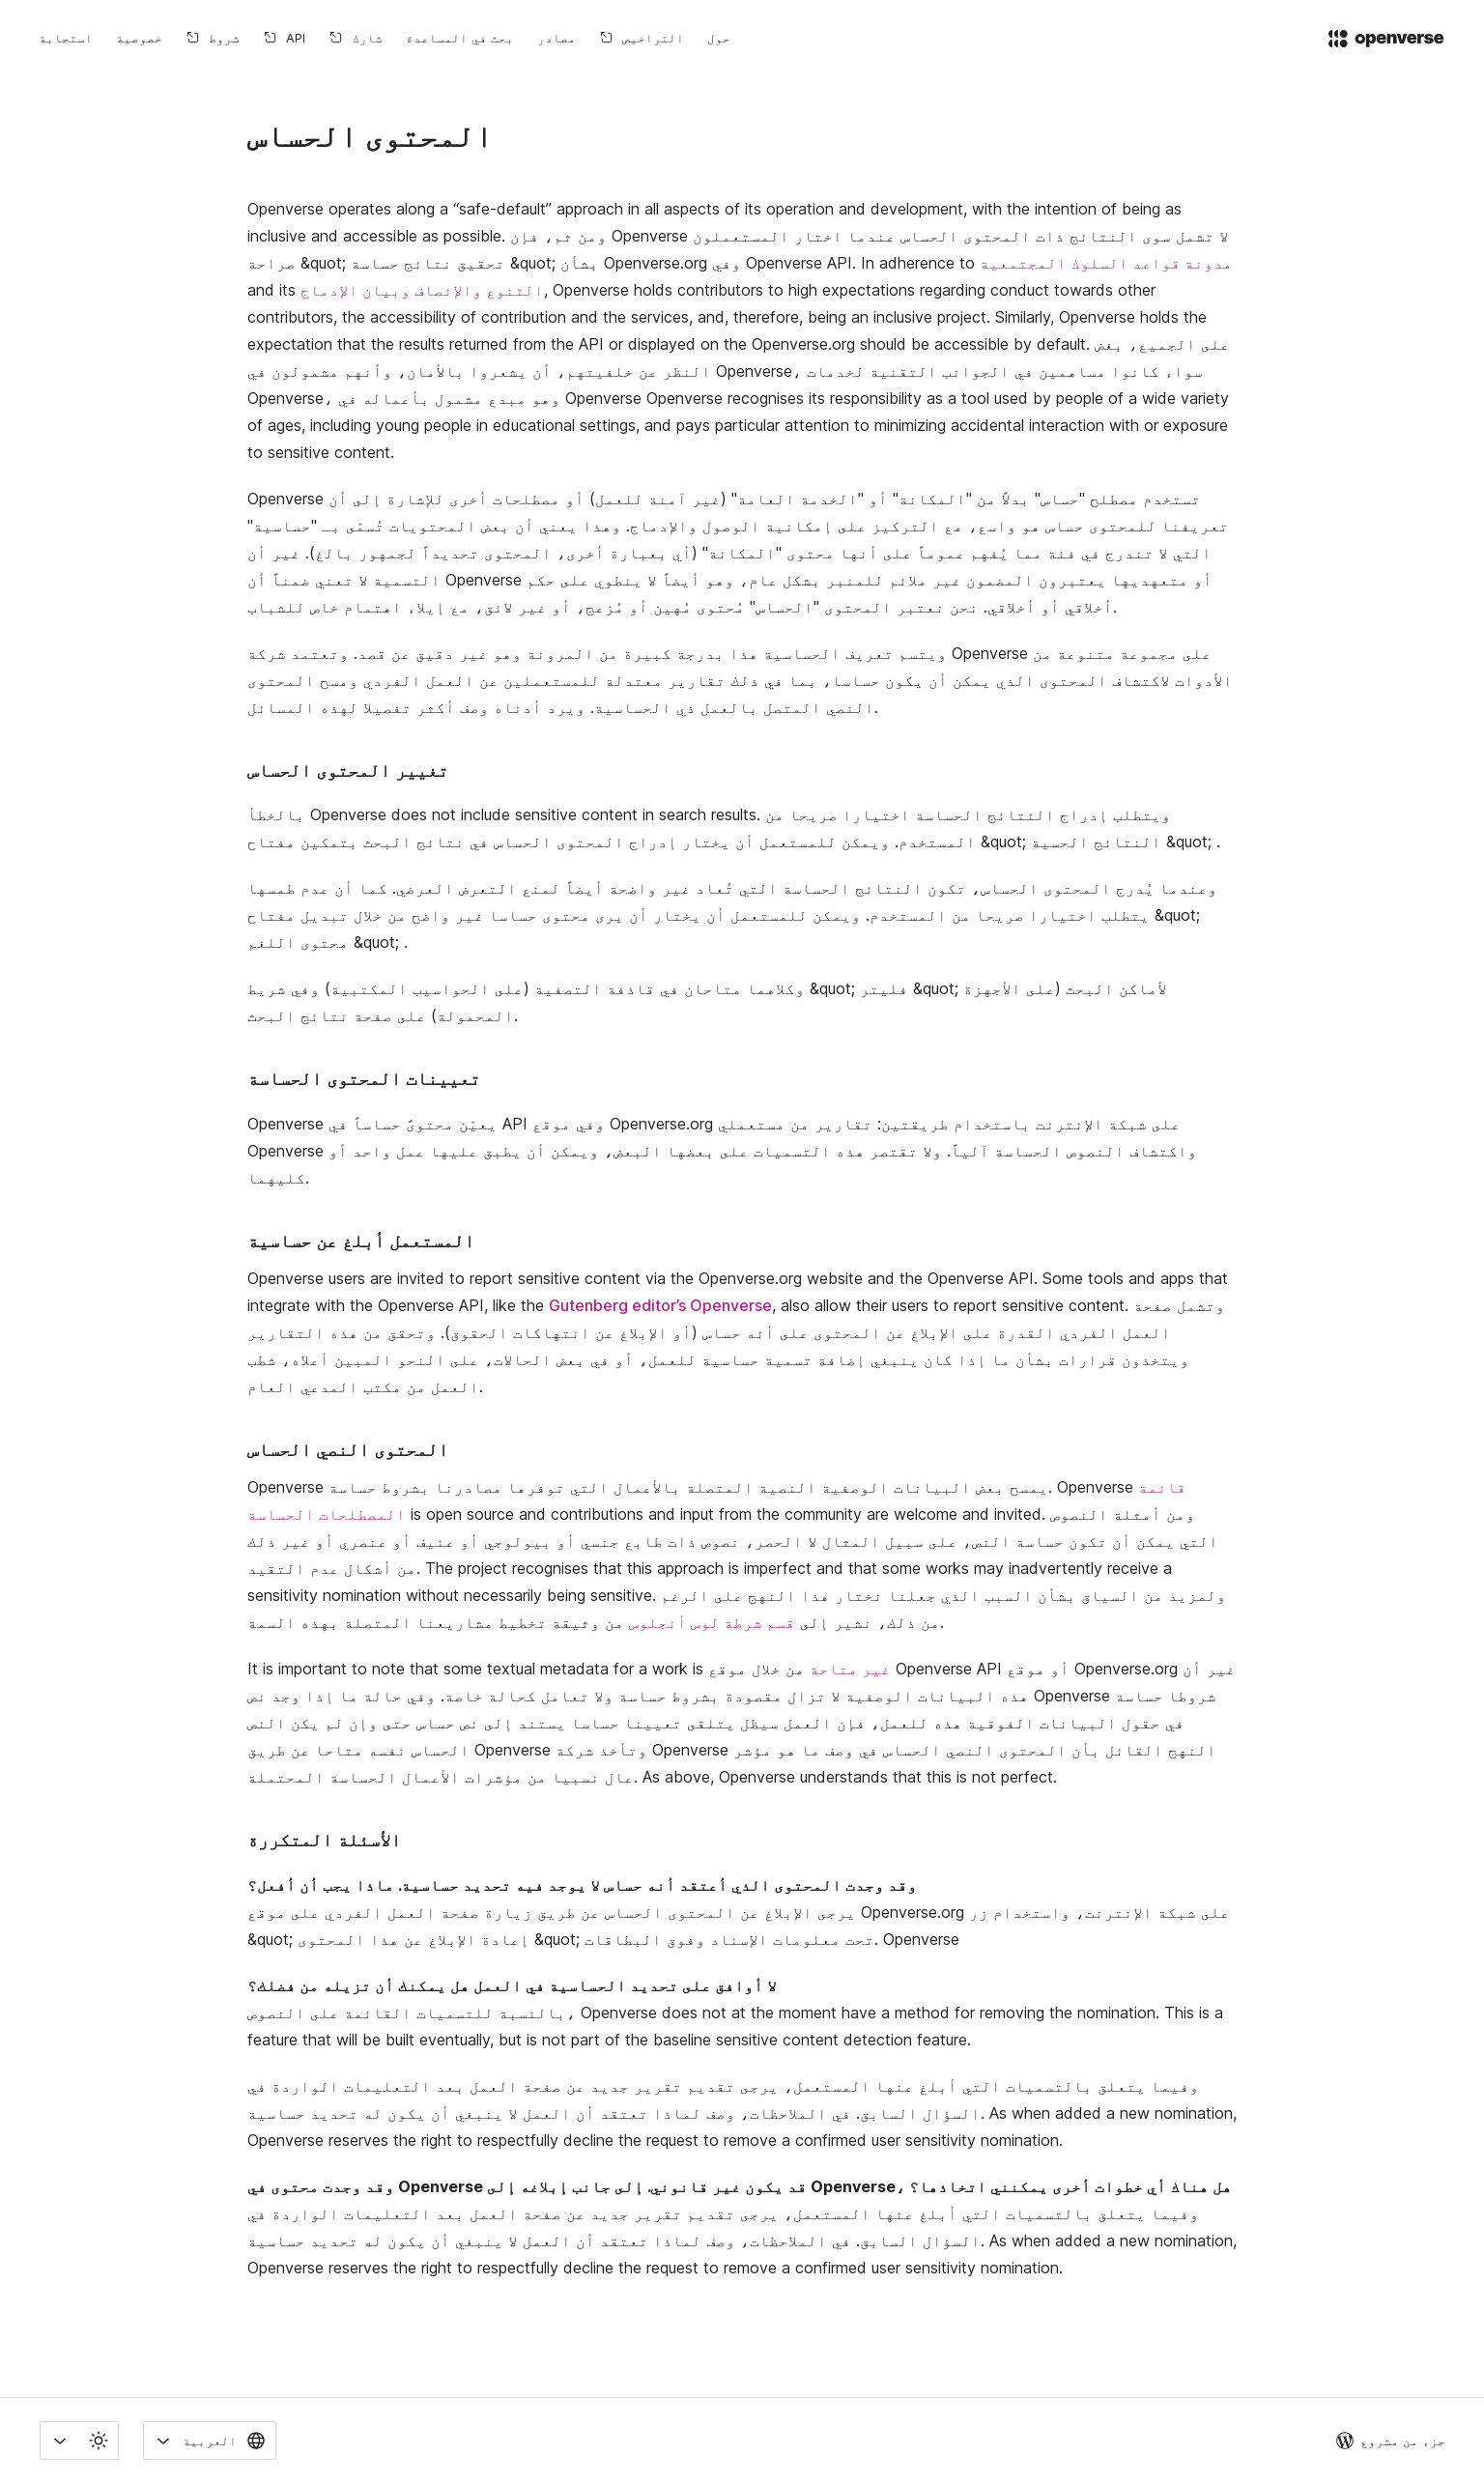 openverse
حول
التراخيص
مصادر
بحث في المساعدة
شارك
API
شروط
خصوصية
استجابة
المحتوى الحساس
Openverse operates along a “safe-default” approach in all aspects of its operation and development, with the intention of being as
inclusive and accessible as possible. ومن ثم، فإن Openverse لا تشمل سوى النتائج ذات المحتوى الحساس عندما اختار المستعملون
صراحة &quot; تحقيق نتائج حساسة &quot; بشأن Openverse.org وفي Openverse API. In adherence to مدونة قواعد السلوك المجتمعية
and its التنوع والإنصاف وبيان الإدماج, Openverse holds contributors to high expectations regarding conduct towards other
contributors, the accessibility of contribution and the services, and, therefore, being an inclusive project. Similarly, Openverse holds the
expectation that the results returned from the API or displayed on the Openverse.org should be accessible by default. على الجميع، بغض
النظر عن خلفيتهم، أن يشعروا بالأمان، وأنهم مشمولون في Openverse، سواء كانوا مساهمين في الجوانب التقنية لخدمات
Openverse، وهو مبدع مشمول بأعماله في Openverse Openverse recognises its responsibility as a tool used by people of a wide variety
of ages, including young people in educational settings, and pays particular attention to minimizing accidental interaction with or exposure
to sensitive content.
Openverse تستخدم مصطلح "حساس" بدلاً من "المكانة" أو "الخدمة العامة" (غير آمنة للعمل) أو مصطلحات أخرى للإشارة إلى أن
تعريفنا للمحتوى حساس هو واسع، مع التركيز على إمكانية الوصول والإدماج. وهذا يعني أن بعض المحتويات تُسمّى بـ "حساسية"
التي لا تندرج في فئة مما يُفهم عموماً على أنها محتوى "المكانة" (أي بعبارة أخرى، المحتوى تحديداً لجمهور بالغ). غير أن
التسمية لا تعني ضمناً أن Openverse أو متعهديها يعتبرون المضمون غير ملائم للمنبر بشكل عام، وهو أيضاً لا ينطوي على حكم
أخلاقي أو أخلاقي. نحن نعتبر المحتوى "الحساس" مُحتوى مُهين أو مُزعج، أو غير لائق، مع إيلاء اهتمام خاص للشباب.
ويتسم تعريف الحساسية هذا بدرجة كبيرة من المرونة وهو غير دقيق عن قصد. وتعتمد شركة Openverse على مجموعة متنوعة من
الأدوات لاكتشاف المحتوى الذي يمكن أن يكون حساسا، بما في ذلك تقارير معتدلة للمستعملين عن العمل الفردي ومسح المحتوى
النصي المتصل بالعمل ذي الحساسية. ويرد أدناه وصف أكثر تفصيلا لهذه المسائل.
تغيير المحتوى الحساس
بالخطأ Openverse does not include sensitive content in search results. ويتطلب إدراج النتائج الحساسة اختيارا صريحا من
المستخدم. ويمكن للمستعمل أن يختار إدراج المحتوى الحساس في نتائج البحث بتمكين مفتاح &quot; النتائج الحسية &quot; .
وعندما يُدرج المحتوى الحساس، تكون النتائج الحساسة التي تُعاد غير واضحة أيضاً لمنع التعرض العرضي. كما أن عدم طمسها
يتطلب اختيارا صريحا من المستخدم. ويمكن للمستعمل أن يختار أن يرى محتوى حساسا غير واضح من خلال تبديل مفتاح &quot;
محتوى اللغم &quot; .
وكلاهما متاحان في قاذفة التصفية (على الحواسيب المكتبية) وفي شريط &quot; فليتر &quot; لأماكن البحث (على الأجهزة
المحمولة) على صفحة نتائج البحث.
تعيينات المحتوى الحساسة
Openverse يعيّن محتوىً حساساً في API وفي موقع Openverse.org على شبكة الإنترنت باستخدام طريقتين: تقارير من مستعملي
Openverse واكتشاف النصوص الحساسة آلياً. ولا تقتصر هذه التسميات على بعضها البعض، ويمكن أن يطبق عليها عمل واحد أو
كليهما.
المستعمل أبلغ عن حساسية
Openverse users are invited to report sensitive content via the Openverse.org website and the Openverse API. Some tools and apps that
integrate with the Openverse API, like the Gutenberg editor’s Openverse, also allow their users to report sensitive content. وتشمل صفحة
العمل الفردي القدرة على الإبلاغ عن المحتوى على أنه حساس (أو الإبلاغ عن انتهاكات الحقوق). وتحقق من هذه التقارير
ويتخذون قرارات بشأن ما إذا كان ينبغي إضافة تسمية حساسية للعمل، أو في بعض الحالات، على النحو المبين أعلاه، شطب
العمل من مكتب المدعي العام.
المحتوى النصي الحساس
Openverse يمسح بعض البيانات الوصفية النصية المتصلة بالأعمال التي توفرها مصادرنا بشروط حساسة. Openverse قائمة
المصطلحات الحساسة is open source and contributions and input from the community are welcome and invited. ومن أمثلة النصوص
التي يمكن أن تكون حساسة النص، على سبيل المثال لا الحصر، نصوص ذات طابع جنسي أو بيولوجي أو عنيف أو عنصري أو غير ذلك
من أشكال عدم التقيد. The project recognises that this approach is imperfect and that some works may inadvertently receive a
sensitivity nomination without necessarily being sensitive. ولمزيد من السياق بشأن السبب الذي جعلنا نختار هذا النهج على الرغم
من ذلك، نشير إلى قسم شرطة لوس أنجلوس من وثيقة تخطيط مشاريعنا المتصلة بهذه السمة.
It is important to note that some textual metadata for a work is غير متاحة من خلال موقع Openverse API أو موقع Openverse.org غير أن
هذه البيانات الوصفية لا تزال مقصودة بشروط حساسة ولا تعامل كحالة خاصة. وفي حالة ما إذا وجد نص Openverse شروطا حساسة
في حقول البيانات الفوقية هذه للعمل، فإن العمل سيظل يتلقى تعيينا حساسا يستند إلى نص حساس حتى وإن لم يكن النص
الحساس نفسه متاحا عن طريق Openverse وتأخذ شركة Openverse النهج القائل بأن المحتوى النصي الحساس في وصف ما هو مؤشر
عال نسبيا من مؤشرات الأعمال الحساسة المحتملة. As above, Openverse understands that this is not perfect.
الأسئلة المتكررة
وقد وجدت المحتوى الذي أعتقد أنه حساس لا يوجد فيه تحديد حساسية. ماذا يجب أن أفعل؟
يرجى الإبلاغ عن المحتوى الحساس عن طريق زيارة صفحة العمل الفردي على موقع Openverse.org على شبكة الإنترنت، واستخدام زر
&quot; إعادة الإبلاغ عن هذا المحتوى &quot; تحت معلومات الإسناد وفوق البطاقات. Openverse
لا أوافق على تحديد الحساسية في العمل هل يمكنك أن تزيله من فضلك؟
بالنسبة للتسميات القائمة على النصوص، Openverse does not at the moment have a method for removing the nomination. This is a
feature that will be built eventually, but is not part of the baseline sensitive content detection feature.
وفيما يتعلق بالتسميات التي أبلغ عنها المستعمل، يرجى تقديم تقرير جديد عن صفحة العمل بعد التعليمات الواردة في
السؤال السابق. في الملاحظات، وصف لماذا تعتقد أن العمل لا ينبغي أن يكون له تحديد حساسية. As when added a new nomination,
Openverse reserves the right to respectfully decline the request to remove a confirmed user sensitivity nomination.
وقد وجدت محتوى في Openverse قد يكون غير قانوني. إلى جانب إبلاغه إلى Openverse، هل هناك أي خطوات أخرى يمكنني اتخاذها؟
وفيما يتعلق بالتسميات التي أبلغ عنها المستعمل، يرجى تقديم تقرير جديد عن صفحة العمل بعد التعليمات الواردة في
السؤال السابق. في الملاحظات، وصف لماذا تعتقد أن العمل لا ينبغي أن يكون له تحديد حساسية. As when added a new nomination,
Openverse reserves the right to respectfully decline the request to remove a confirmed user sensitivity nomination.
جزء من مشروع
العربية